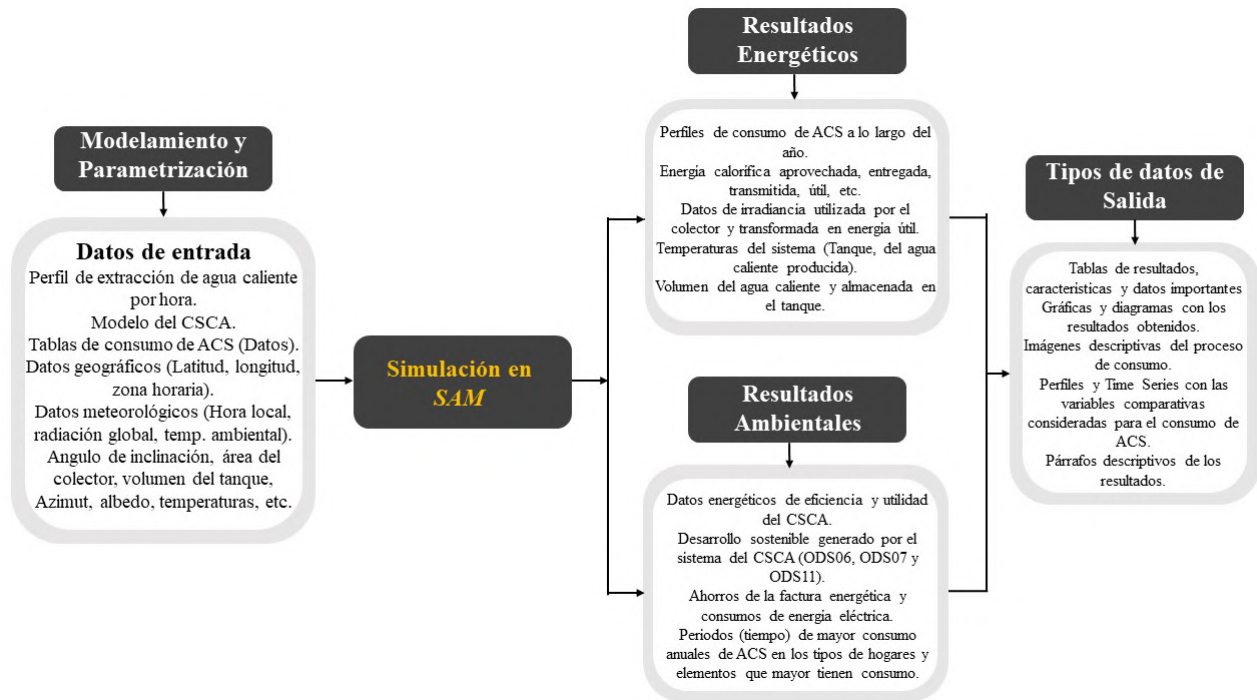 Modelamiento y
Parametrización
Datos de entrada
Perfil de extracción de agua caliente
por hora.
Modelo del CSCA.
Tablas de consumo de ACS (Datos).
Datos geográficos (Latitud, longitud,
zona horaria).
Datos meteorológicos (Hora local,
radiación global, temp. ambiental).
Angulo de inclinación, área del
colector, volumen del tanque,
Azimut, albedo, temperaturas, etc.
Simulación en
SAM
Resultados
Energéticos
Perfiles de consumo de ACS a lo largo del
año.
Energía calorífica aprovechada, entregada,
transmitida, útil, etc.
Datos de irradiancia utilizada por el
colector y transformada en energía útil.
Temperaturas del sistema (Tanque, del agua
caliente producida).
Volumen del agua caliente y almacenada en
el tanque.
Resultados
Ambientales
Datos energéticos de eficiencia y utilidad
del CSCA.
Desarrollo sostenible generado por el
sistema del CSCA (ODS06, ODS07 y
ODS11).
Ahorros de la factura energética y
consumos de energía eléctrica.
Periodos (tiempo) de mayor consumo
anuales de ACS en los tipos de hogares y
elementos que mayor tienen consumo.
Tipos de datos de
Salida
Tablas de resultados,
características y datos importantes
Gráficas y diagramas con los
resultados obtenidos.
Imágenes descriptivas del proceso
de consumo.
Perfiles y Time Series con las
variables comparativas
consideradas para el consumo de
ACS.
Párrafos descriptivos de los
resultados.